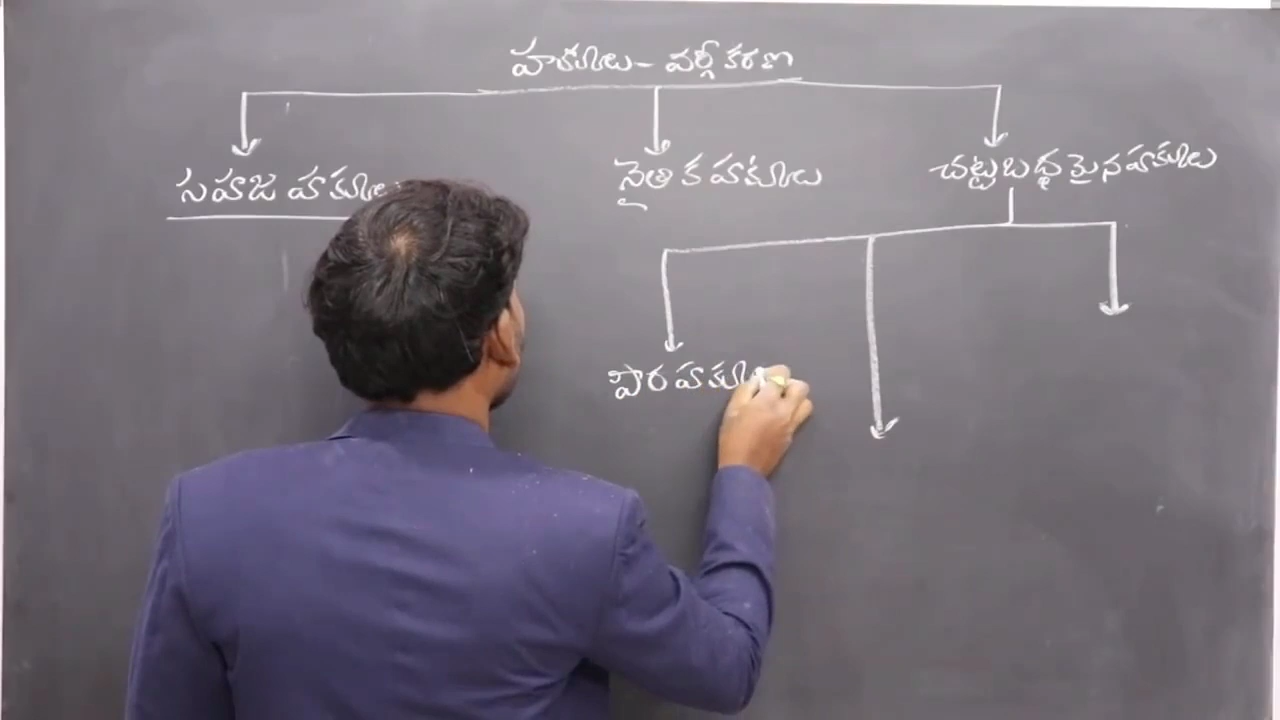 హక్కులు - వర్గీకరణ
సహజ హక్కులు
నైతిక హక్కులు
చట్టబద్ధమైన హక్కులు
పౌర హక్కు